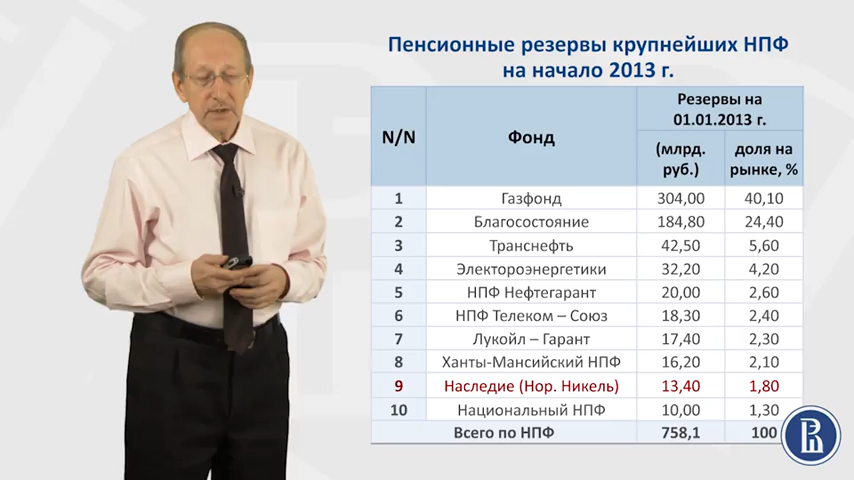 Пенсионные резервы крупнейших НПФ
на начало 2013 г.
N/N Фонд Резервы на 01.01.2013 г.
(млрд. руб.) доля на рынке, %
1 Газфонд 304,00 40,10
2 Благосостояние 184,80 24,40
3 Транснефть 42,50 5,60
4 Электороэнергетики 32,20 4,20
5 НПФ Нефтегарант 20,00 2,60
6 НПФ Телеком – Союз 18,30 2,40
7 Лукойл – Гарант 17,40 2,30
8 Ханты-Мансийский НПФ 16,20 2,10
9 Наследие (Нор. Никель) 13,40 1,80
10 Национальный НПФ 10,00 1,30
Всего по НПФ 758,1 100